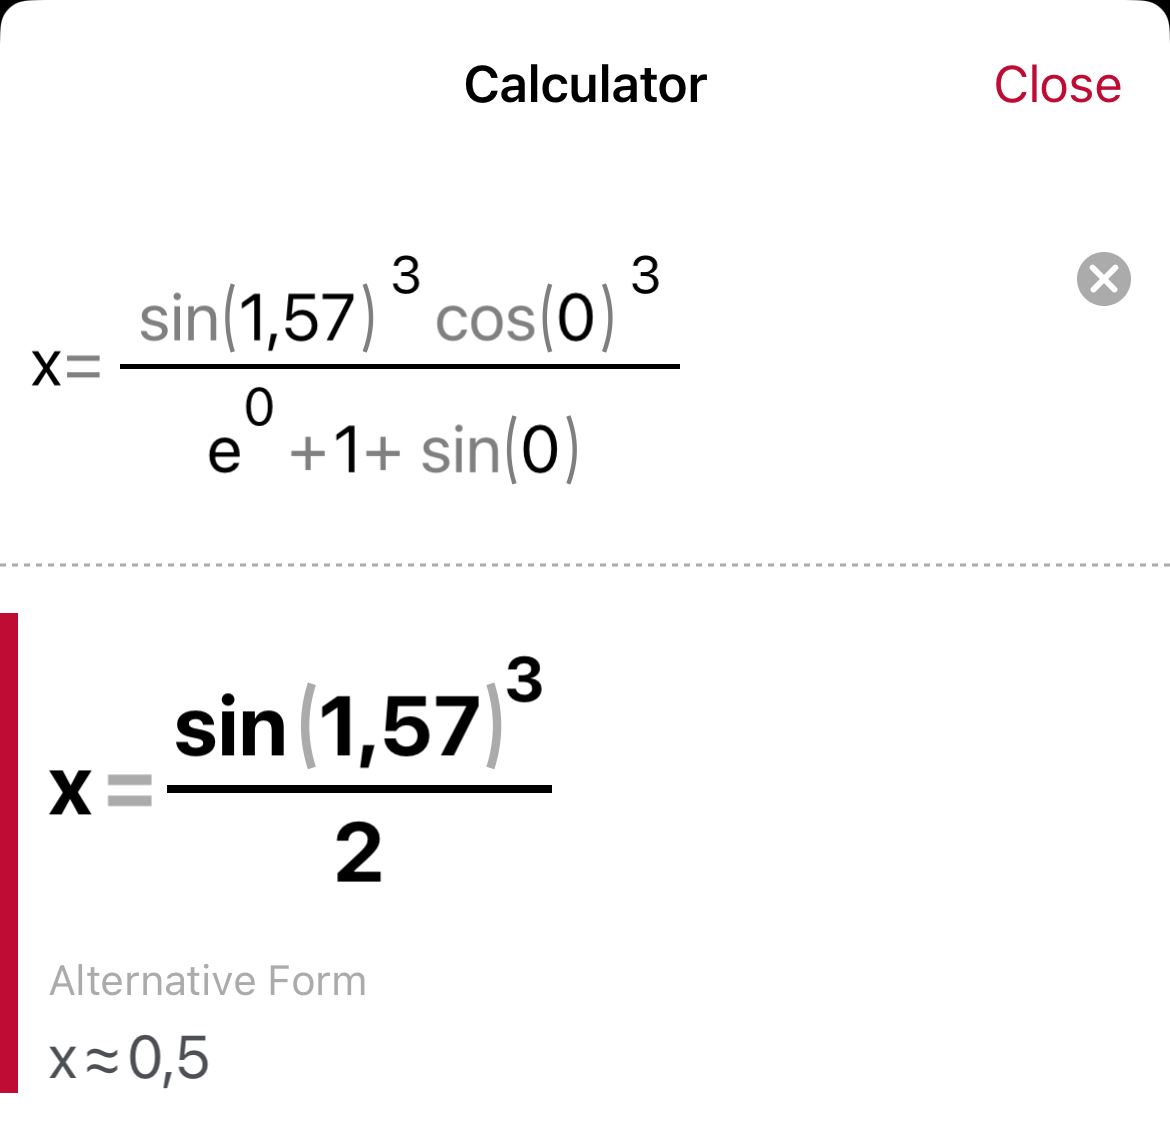 Calculator
Close
x= sin(1,57)^3 cos(0)^3 / e^0 +1+ sin(0)
x = sin(1,57)^3 / 2
Alternative Form
x≈0,5